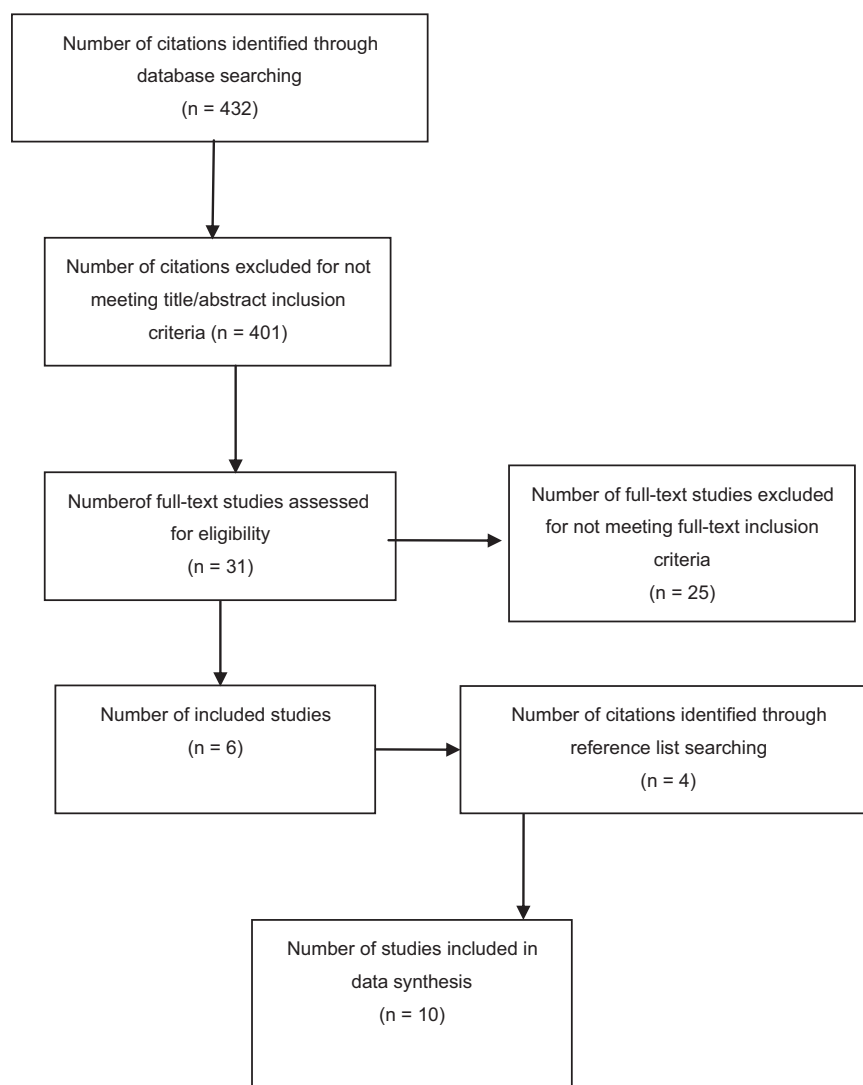 Number of citations identified through
database searching
(n = 432)
Number of citations excluded for not
meeting title/abstract inclusion
criteria (n = 401)
Numberof full-text studies assessed
for eligibility
(n = 31)
Number of full-text studies excluded
for not meeting full-text inclusion
criteria
(n = 25)
Number of included studies
(n = 6)
Number of citations identified through
reference list searching
(n = 4)
Number of studies included in
data synthesis
(n = 10)